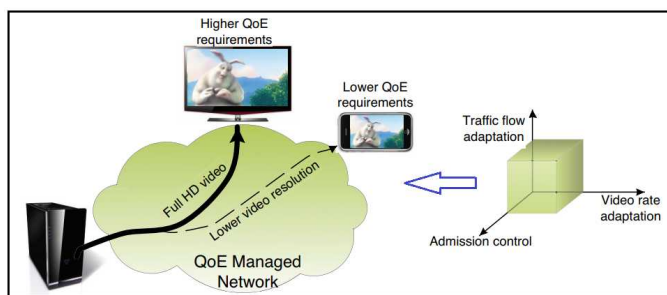 Higher QoE
requirements
Lower QoE
requirements
Full HD video
Lower video resolution
QoE Managed
Network
Traffic flow
adaptation
Video rate
adaptation
Admission control